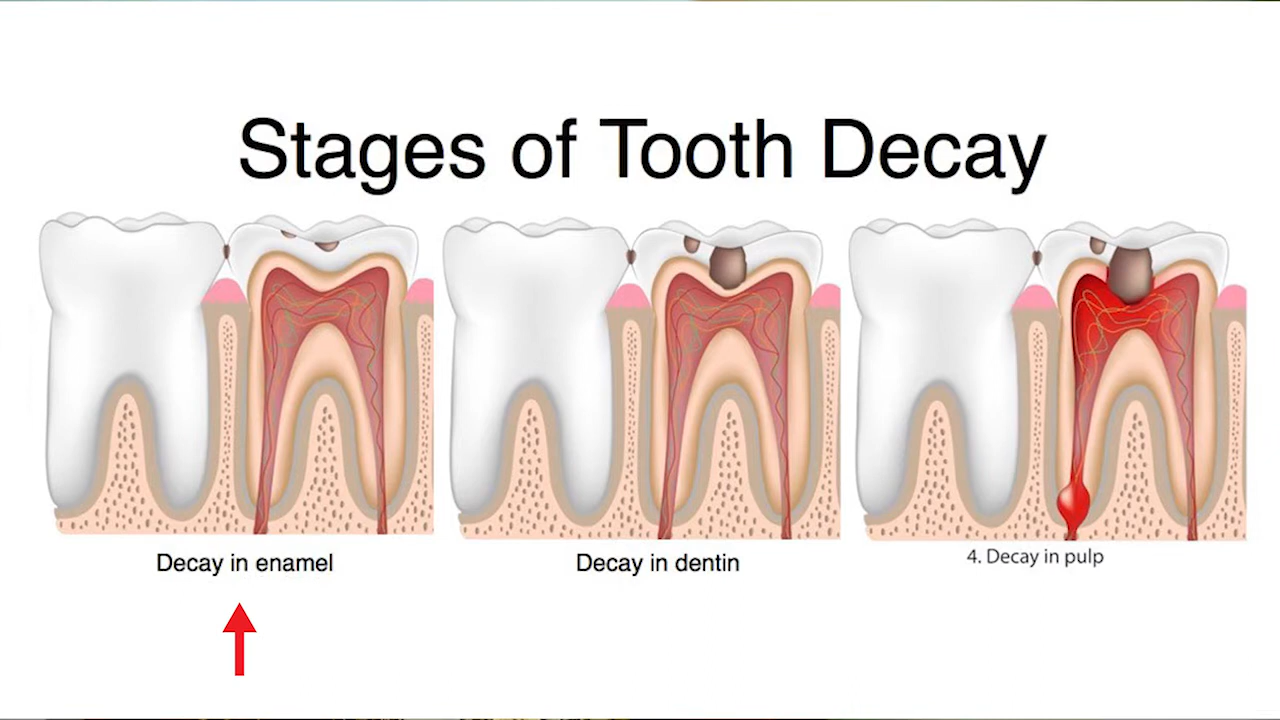 Stages of Tooth Decay
Decay in enamel
Decay in dentin
4. Decay in pulp